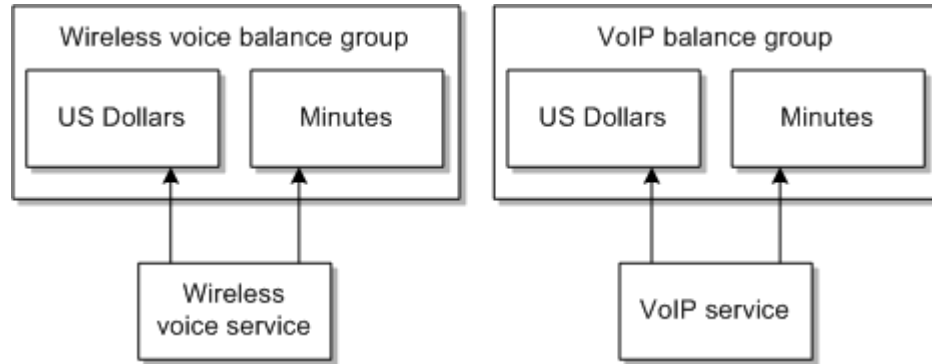 Wireless voice balance group
US Dollars
Minutes
Wireless
voice service
VoIP balance group
US Dollars
Minutes
VoIP service